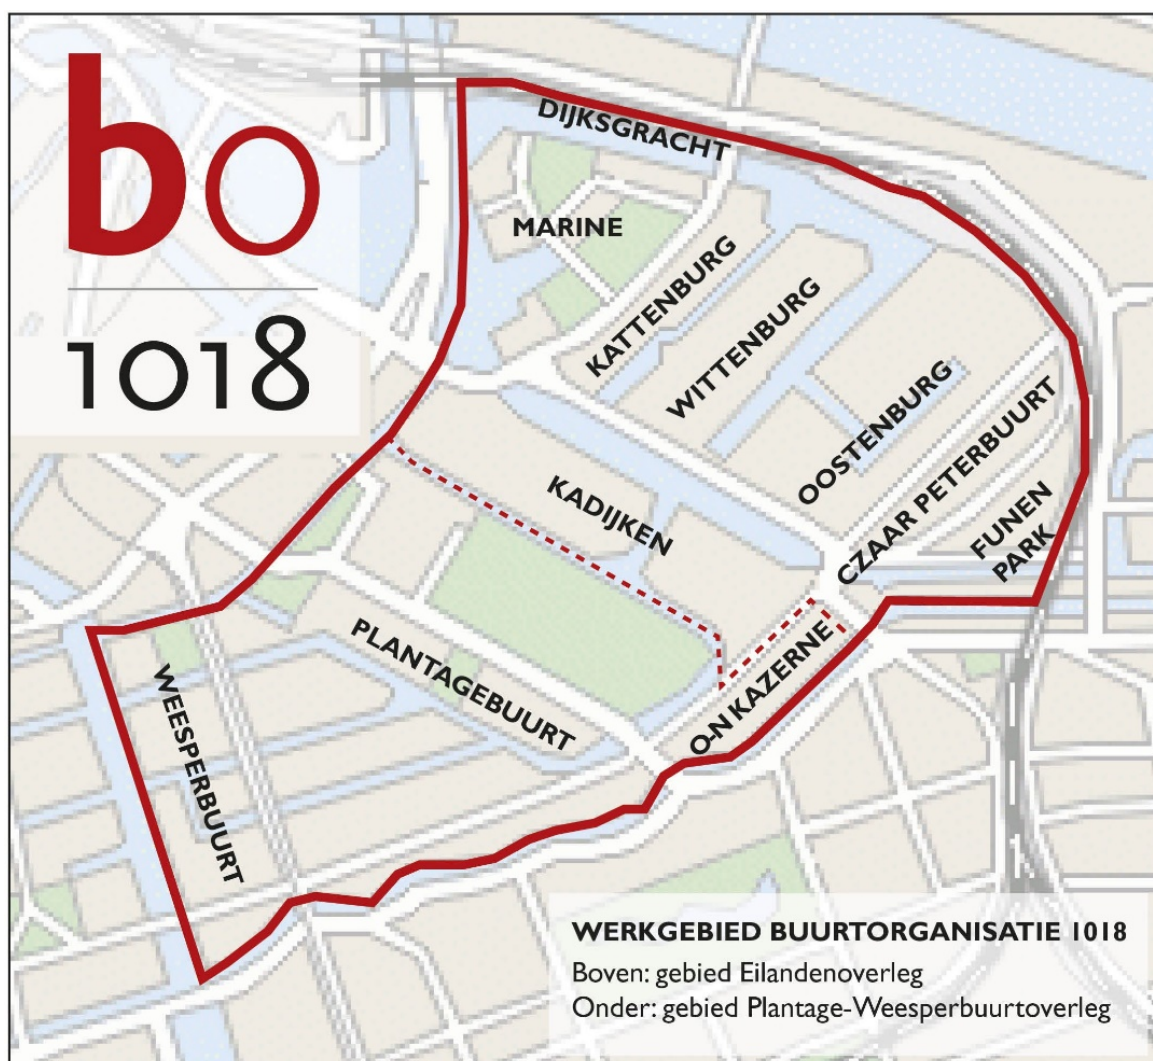 bo
1018
DIJKSGRACHT
MARINE
KATTENBURG
WITTENBURG
OOSTENBURG
CZAAR PETERBUURT
FUNEN
PARK
KADIJKEN
PLANTAGEBUURT
O-N KAZERNE
WEESPERBUURT
WERKGEBIED BUURTORGANISATIE 1018
Boven: gebied Eilandenoverleg
Onder: gebied Plantage-Weesperbuurtoverleg